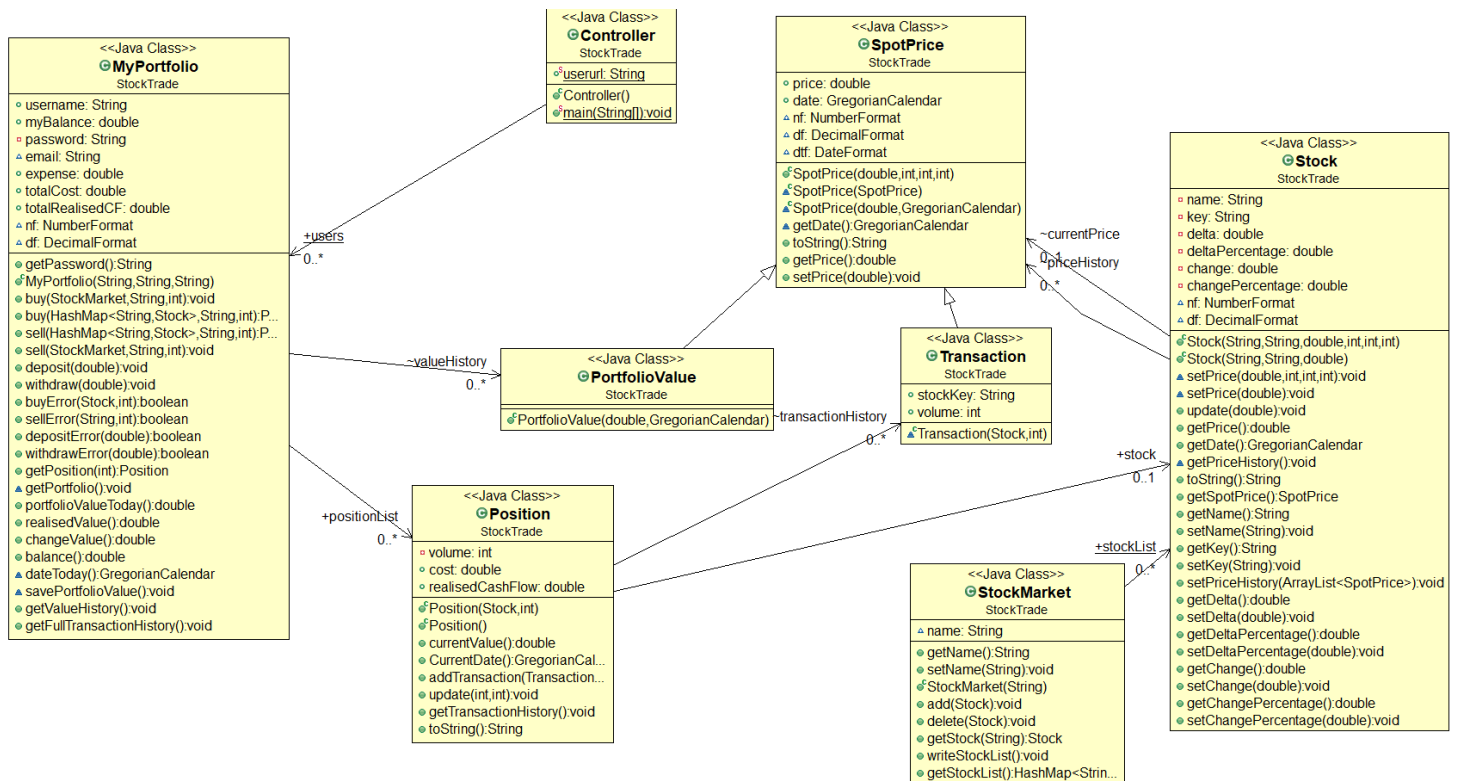 <<Java Class>>
MyPortfolio
StockTrade
username: String
myBalance: double
password: String
email: String
expense: double
totalCost: double
totalRealisedCF: double
nf: NumberFormat
df: DecimalFormat
getPassword():String
MyPortfolio(String,String,String)
buy(StockMarket,String,int):void
buy(HashMap<String,Stock>,String,int):P...
sell(HashMap<String,Stock>,String,int):P...
sell(StockMarket,String,int):void
deposit(double):void
withdraw(double):void
buyError(Stock,int):boolean
sellError(String,int):boolean
depositError(double):boolean
withdrawError(double):boolean
getPosition(int):Position
getPortfolio():void
portfolioValueToday():double
realisedValue():double
changeValue():double
balance():double
dateToday():GregorianCalendar
savePortfolioValue():void
getValueHistory():void
getFullTransactionHistory():void
<<Java Class>>
Controller
StockTrade
userurl: String
Controller()
main(String[]):void
+users
0..*
<<Java Class>>
SpotPrice
StockTrade
price: double
date: GregorianCalendar
nf: NumberFormat
df: DecimalFormat
dtf: DateFormat
SpotPrice(double,int,int,int)
SpotPrice(SpotPrice)
SpotPrice(double,GregorianCalendar)
getDate():GregorianCalendar
toString():String
getPrice():double
setPrice(double):void
~currentPrice
0..1
~priceHistory
0..*
<<Java Class>>
Stock
StockTrade
name: String
key: String
delta: double
deltaPercentage: double
change: double
changePercentage: double
nf: NumberFormat
df: DecimalFormat
Stock(String,String,double,int,int,int)
Stock(String,String,double)
setPrice(double,int,int,int):void
setPrice(double):void
update(double):void
getPrice():double
getDate():GregorianCalendar
getPriceHistory():void
toString():String
getSpotPrice():SpotPrice
getName():String
setName(String):void
getKey():String
setKey(String):void
setPriceHistory(ArrayList<SpotPrice>):void
getDelta():double
setDelta(double):void
getDeltaPercentage():double
setDeltaPercentage(double):void
getChange():double
setChange(double):void
getChangePercentage():double
setChangePercentage(double):void
~valueHistory
0..*
<<Java Class>>
PortfolioValue
StockTrade
PortfolioValue(double,GregorianCalendar)
<<Java Class>>
Transaction
StockTrade
stockKey: String
volume: int
Transaction(Stock,int)
~transactionHistory
0..*
+stock
0..1
+positionList
0..*
<<Java Class>>
Position
StockTrade
volume: int
cost: double
realisedCashFlow: double
Position(Stock,int)
Position()
currentValue():double
CurrentDate():GregorianCal...
addTransaction(Transaction...
update(int,int):void
getTransactionHistory():void
toString():String
+stockList
0..*
<<Java Class>>
StockMarket
StockTrade
name: String
getName():String
setName(String):void
StockMarket(String)
add(Stock):void
delete(Stock):void
getStock(String):Stock
writeStockList():void
getStockList():HashMap<Strin...